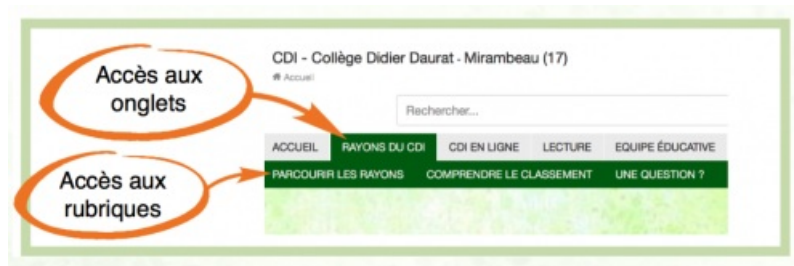 CDI - Collège Didier Daurat - Mirambeau (17)
Accueil
Accès aux
onglets
Rechercher...
ACCUEIL RAYONS DU CDI CDI EN LIGNE LECTURE EQUIPE ÉDUCATIVE
PARCOURIR LES RAYONS COMPRENDRE LE CLASSEMENT UNE QUESTION ?
Accès aux
rubriques